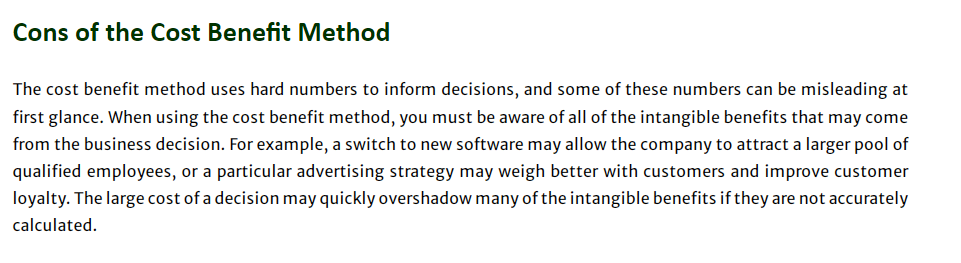 Cons of the Cost Benefit Method
The cost benefit method uses hard numbers to inform decisions, and some of these numbers can be misleading at
first glance. When using the cost benefit method, you must be aware of all of the intangible benefits that may come
from the business decision. For example, a switch to new software may allow the company to attract a larger pool of
qualified employees, or a particular advertising strategy may weigh better with customers and improve customer
loyalty. The large cost of a decision may quickly overshadow many of the intangible benefits if they are not accurately
calculated.